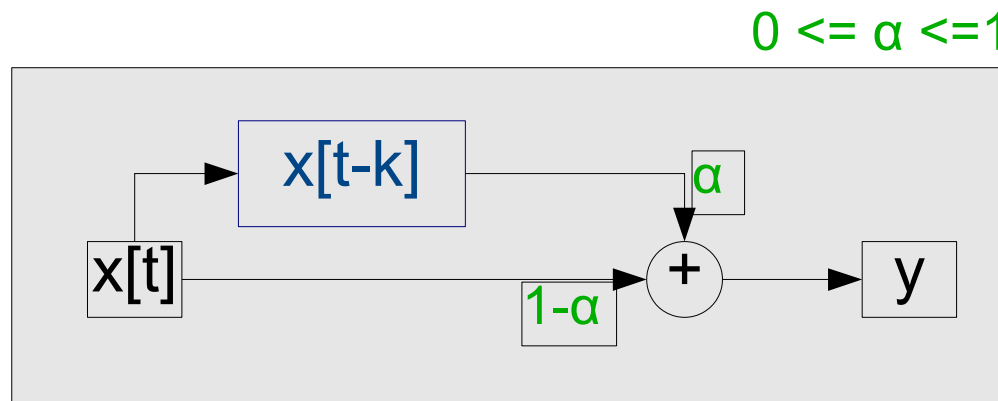 0 <= α <=1
x[t-k]
α
x[t]
+
y
1-α